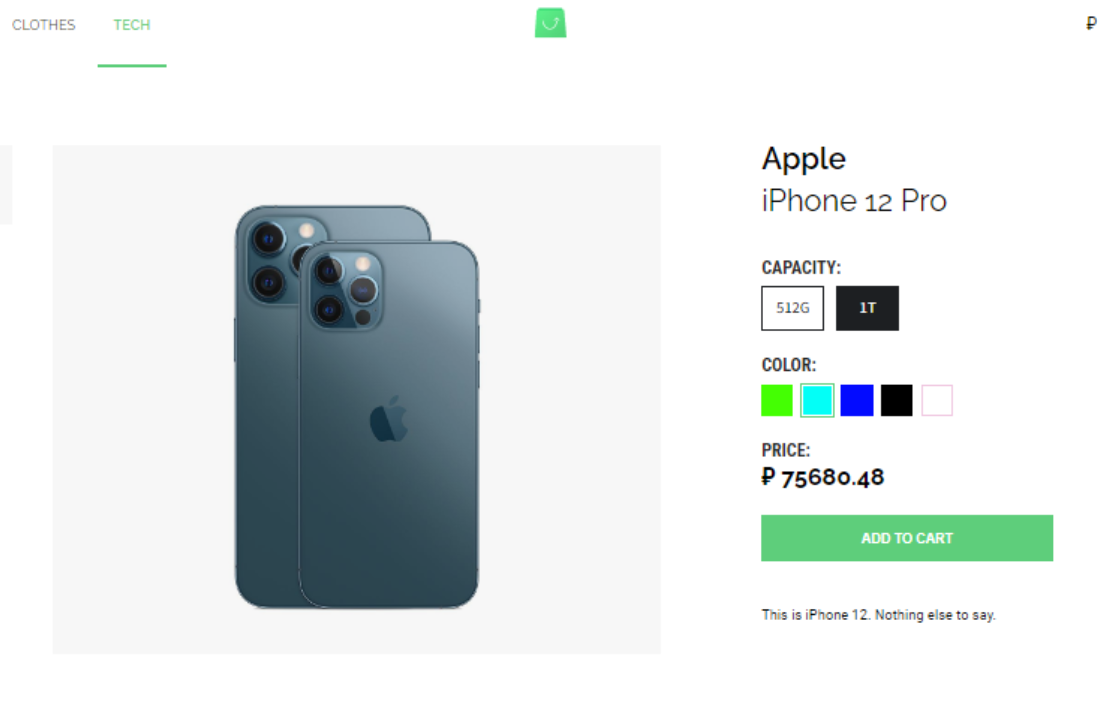 CLOTHES TECH ₽
Apple
iPhone 12 Pro
CAPACITY:
512G 1T
COLOR:
PRICE:
₽ 75680.48
ADD TO CART
This is iPhone 12. Nothing else to say.